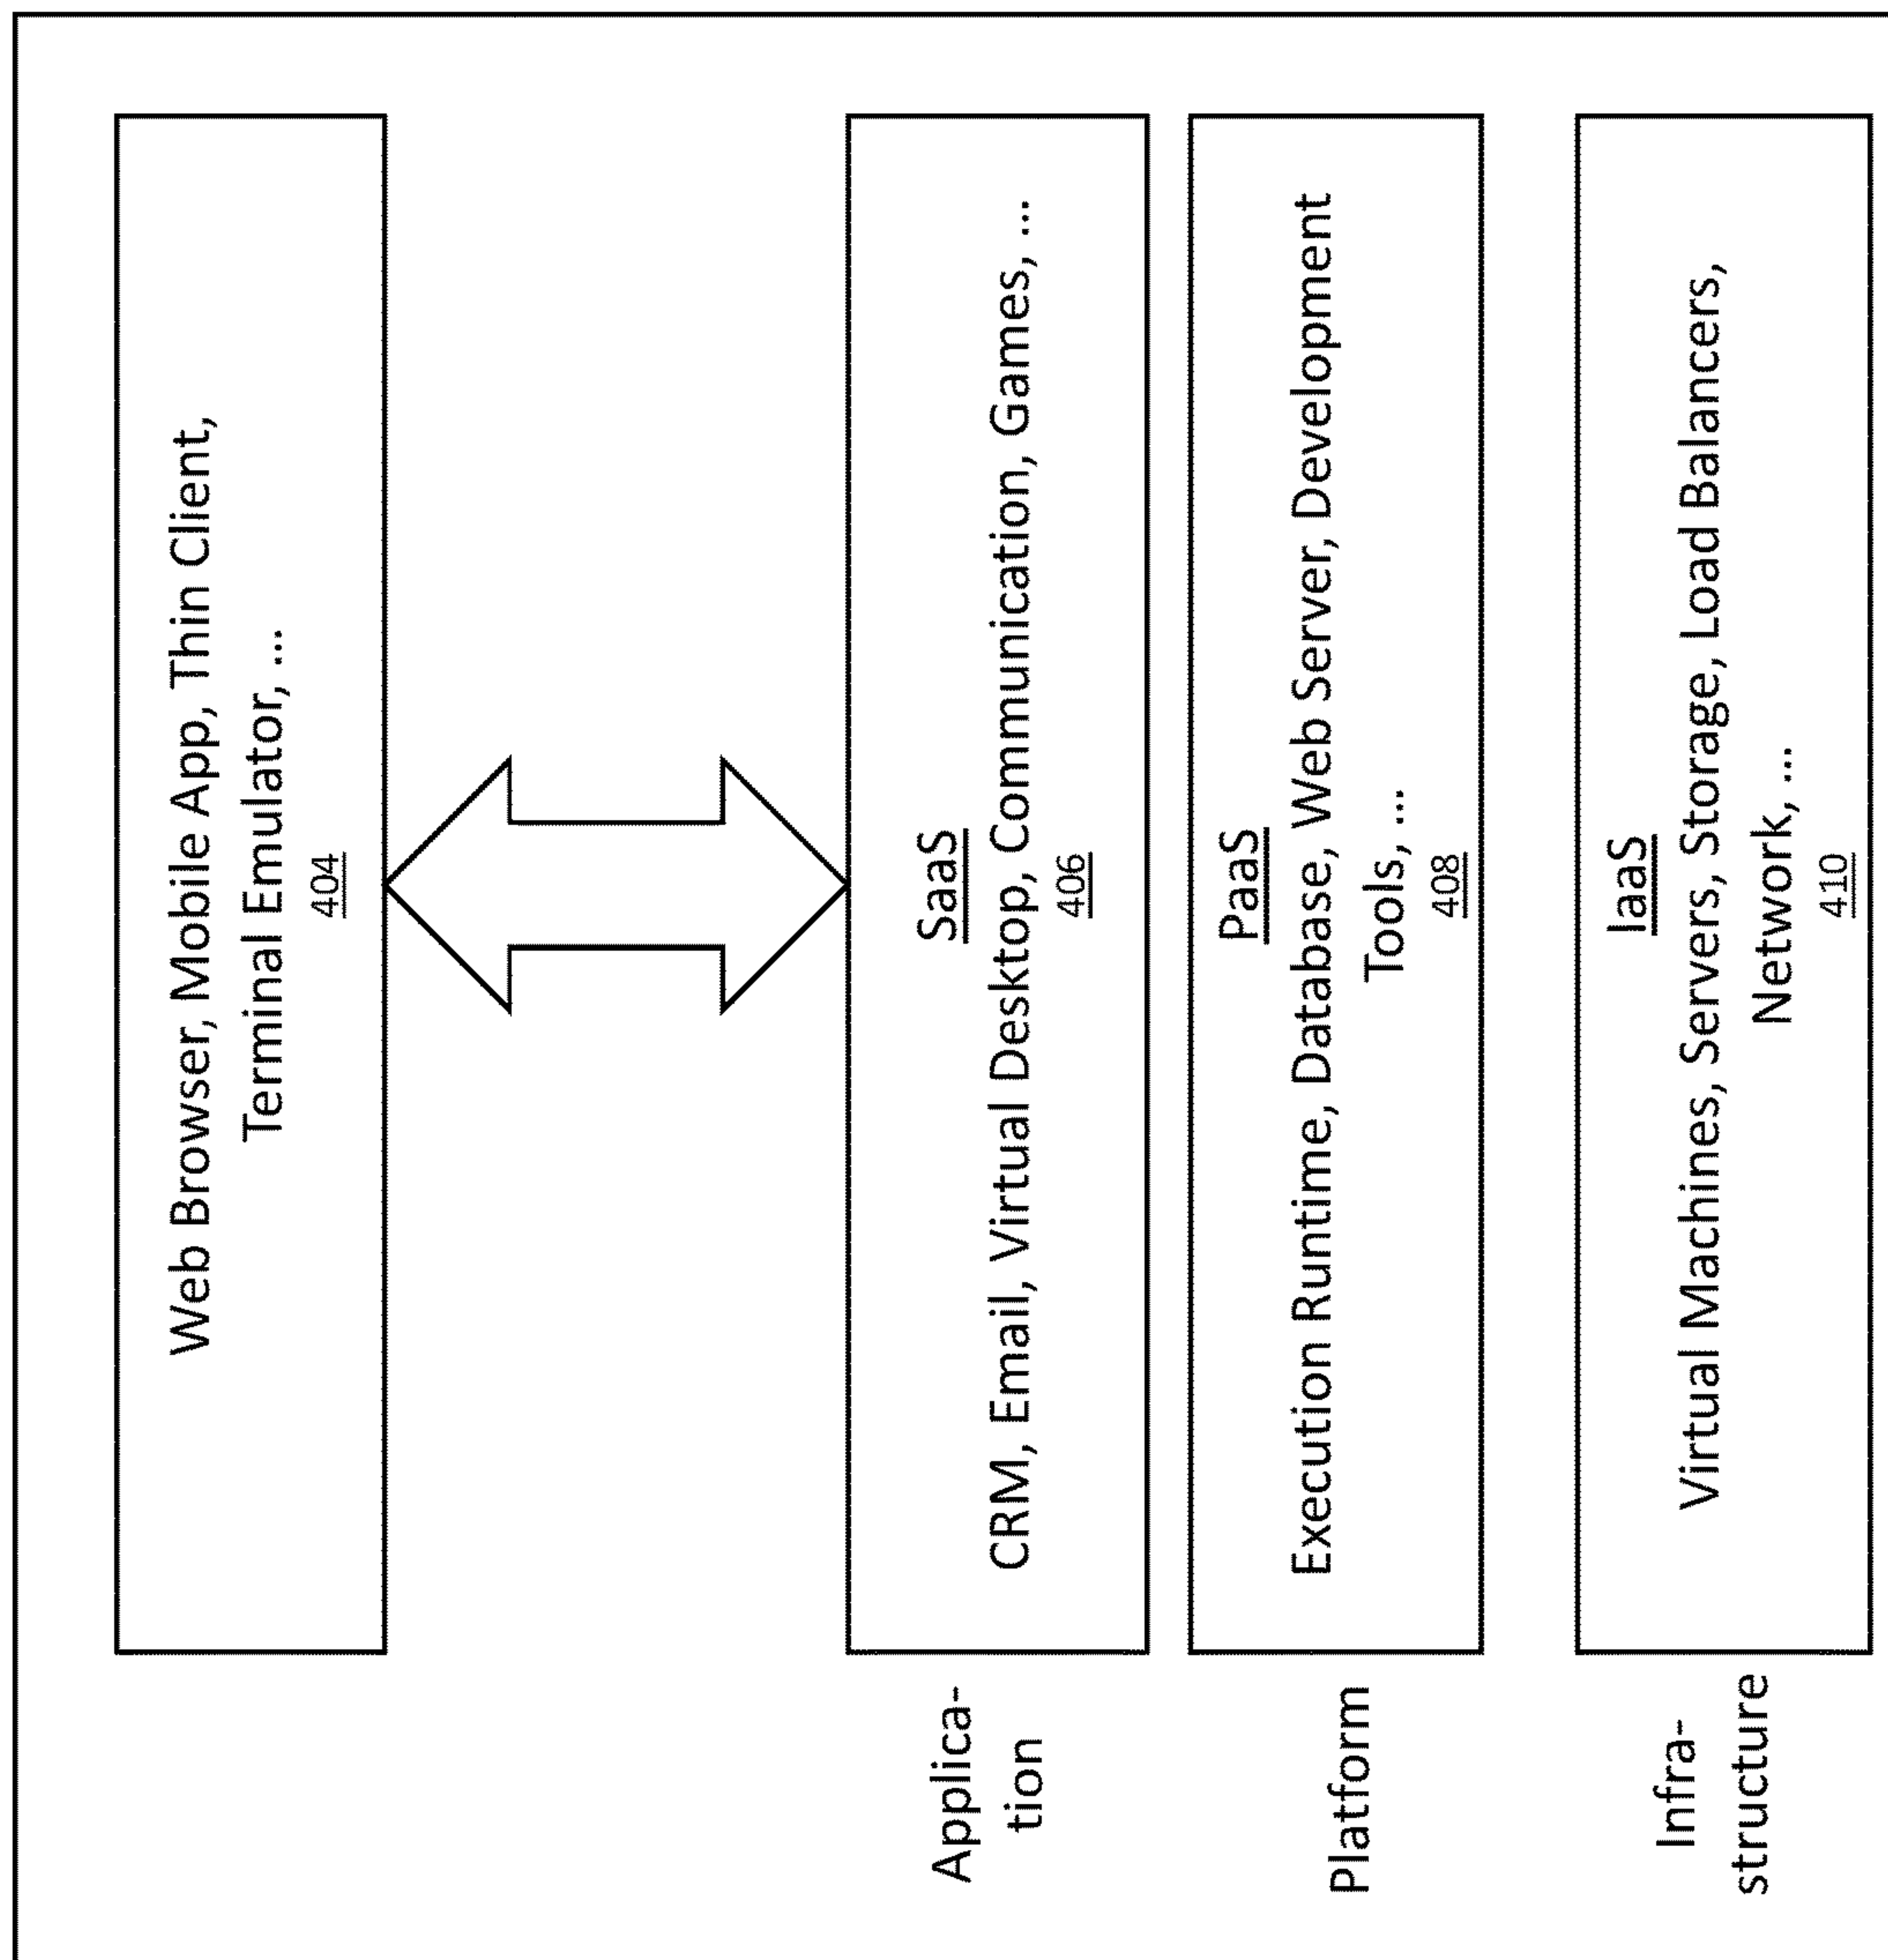 Web Browser, Mobile App, Thin Client,
Terminal Emulator, ...
404
Applica-
tion
SaaS
CRM, Email, Virtual Desktop, Communication, Games, ...
406
Platform
PaaS
Execution Runtime, Database, Web Server, Development
Tools, ...
408
Infra-
structure
IaaS
Virtual Machines, Servers, Storage, Load Balancers,
Network, ...
410